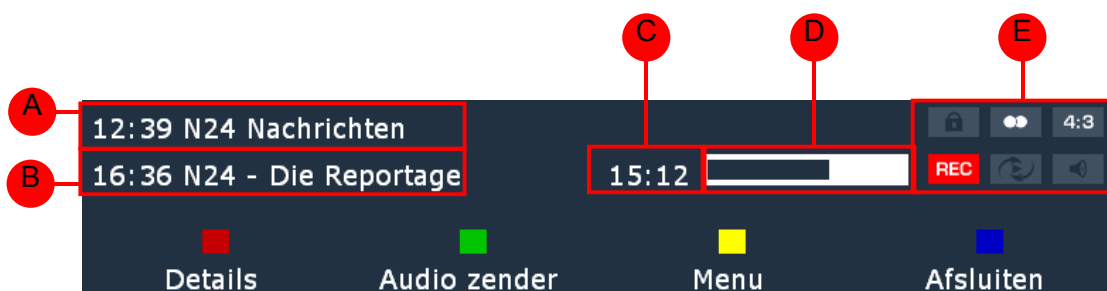 C D E
A 12:39 N24 Nachrichten 4:3
B 16:36 N24 - Die Reportage 15:12 REC
Details Audio zender Menu Afsluiten